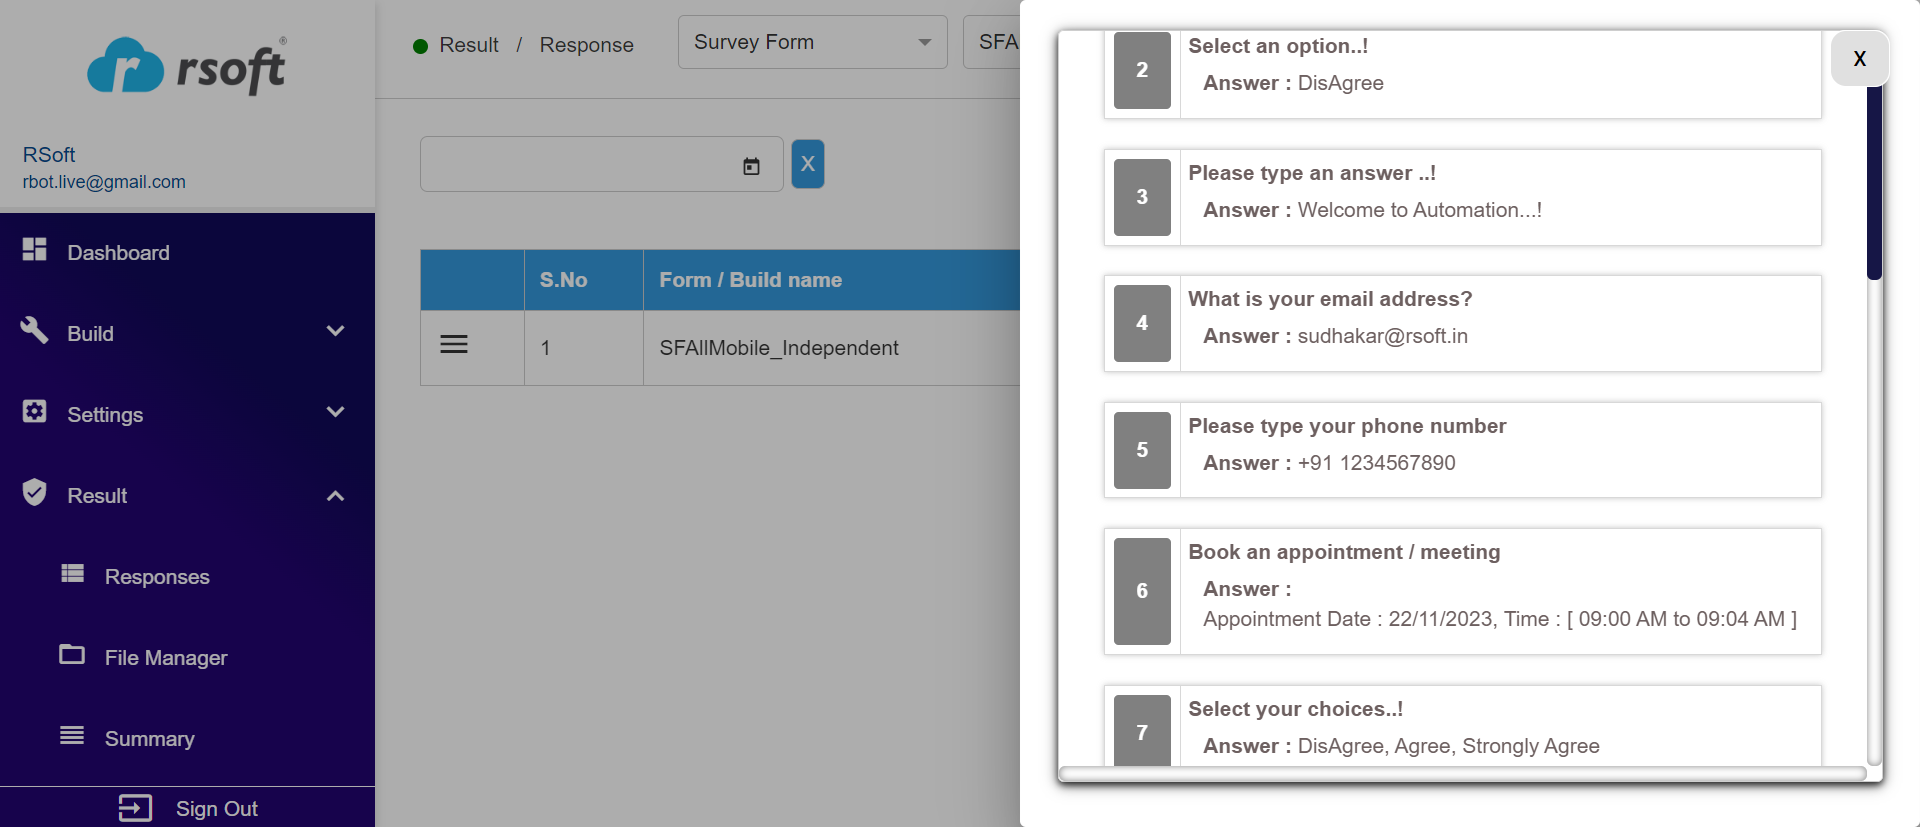 rsoft®
RSoft
rbot.live@gmail.com
Dashboard
Build
Settings
Result
Responses
File Manager
Summary
Sign Out
Result / Response
Survey Form
SFA
X
S.No
Form / Build name
1
SFAllMobile_Independent
X
2
Select an option..!
Answer : DisAgree
3
Please type an answer ..!
Answer : Welcome to Automation...!
4
What is your email address?
Answer : sudhakar@rsoft.in
5
Please type your phone number
Answer : +91 1234567890
6
Book an appointment / meeting
Answer :
Appointment Date : 22/11/2023, Time : [ 09:00 AM to 09:04 AM ]
7
Select your choices..!
Answer : DisAgree, Agree, Strongly Agree